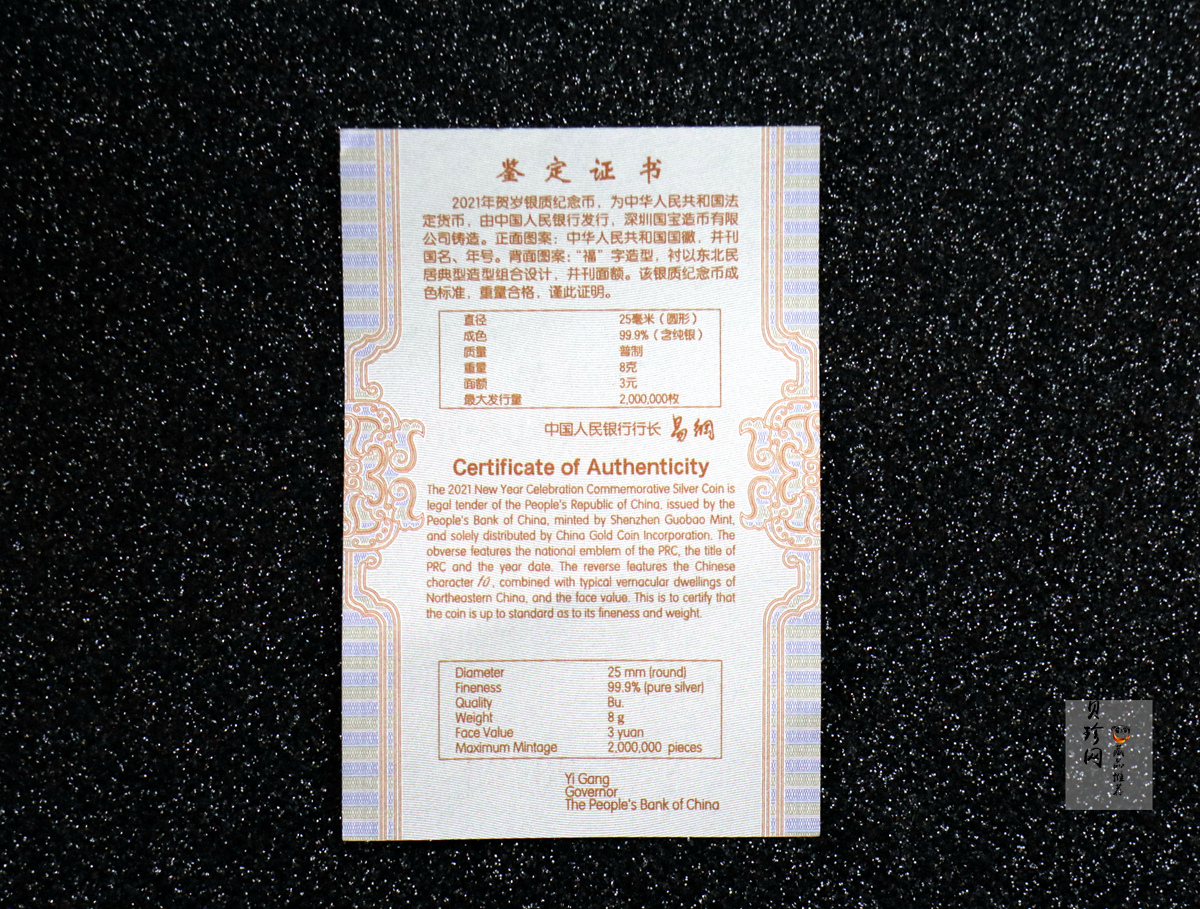 鉴定证书
2021年贺岁银质纪念币，为中华人民共和国法
定货币，由中国人民银行发行，深圳国宝造币有限
公司铸造。正面图案：中华人民共和国国徽，并刊
国名、年号。背面图案：“福”字造型，衬以东北民
居典型造型组合设计，并刊面额。该银质纪念币成
色标准，重量合格，谨此证明。
直径 25毫米（圆形）
成色 99.9%（含纯银）
质量 普制
重量 8克
面额 3元
最大发行量 2,000,000枚
中国人民银行行长 易纲
Certificate of Authenticity
The 2021 New Year Celebration Commemorative Silver Coin is
legal tender of the People's Republic of China, issued by the
People's Bank of China, minted by Shenzhen Guobao Mint,
and solely distributed by China Gold Coin Incorporation. The
obverse features the national emblem of the PRC, the title of
PRC and the year date. The reverse features the Chinese
character fú, combined with typical vernacular dwellings of
Northeastern China, and the face value. This is to certify that
the coin is up to standard as to its fineness and weight.
Diameter 25 mm (round)
Fineness 99.9% (pure silver)
Quality Bu.
Weight 8 g
Face Value 3 yuan
Maximum Mintage 2,000,000 pieces
Yi Gang
Governor
The People's Bank of China
贝珍网